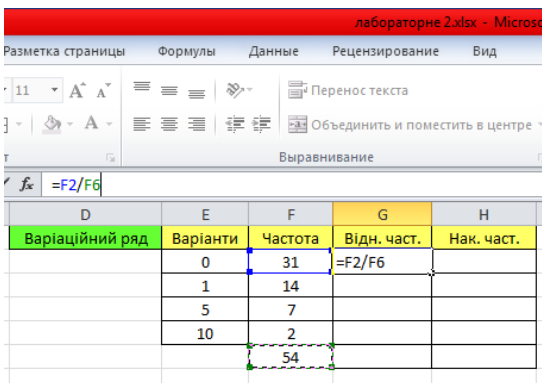 лабораторне 2.xlsx - Microso
Разметка страницы Формулы Данные Рецензирование Вид
11 A A Перенос текста
А Объединить и поместить в центре
Выравнивание
fx =F2/F6
D E F G H
Варіаційний ряд Варіанти Частота Відн. част. Нак. част.
0 31 =F2/F6
1 14
5 7
10 2
54